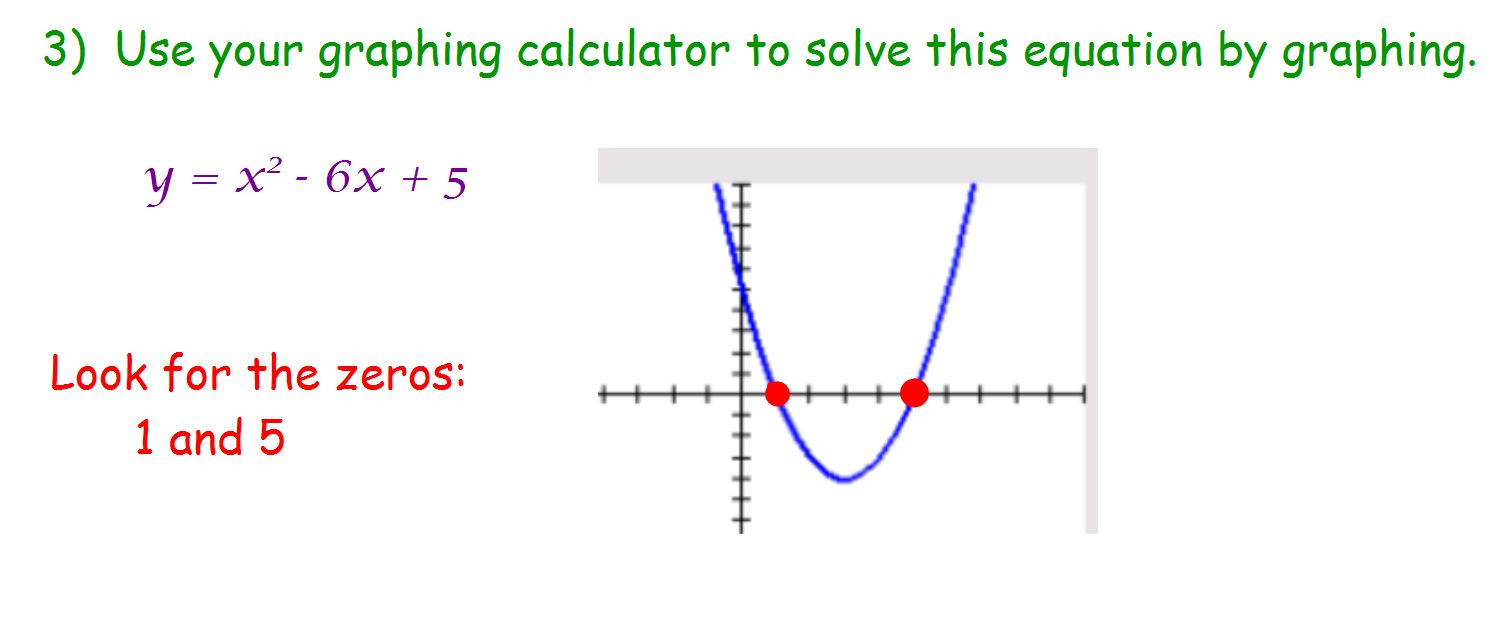 3) Use your graphing calculator to solve this equation by graphing.
y = x² - 6x + 5
Look for the zeros:
1 and 5